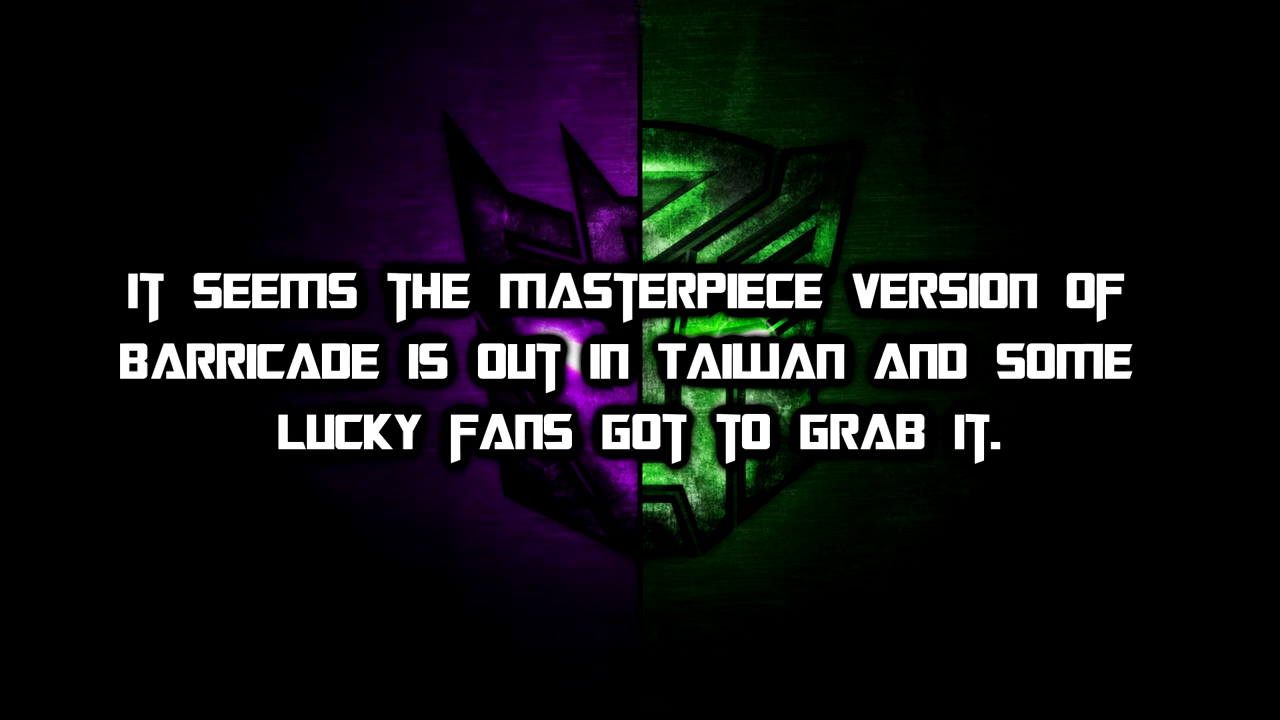 IT SEEMS THE MASTERPIECE VERSION OF
BARRICADE IS OUT IN TAIWAN AND SOME
LUCKY FANS GOT TO GRAB IT.